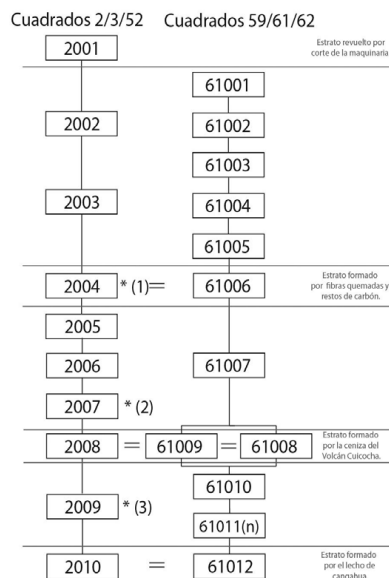 Cuadrados 2/3/52 Cuadrados 59/61/62
2001
Estrato revuelto por
corte de la maquinaria
61001
2002
61002
61003
2003
61004
61005
2004 * (1) = 61006
Estrato formado
por fibras quemadas y
restos de carbón.
2005
2006
61007
2007 * (2)
2008 = 61009 = 61008
Estrato formado
por la ceniza del
Volcán Cuicocha.
61010
2009 * (3)
61011(n)
2010 = 61012
Estrato formado
por el lecho de
cangahua